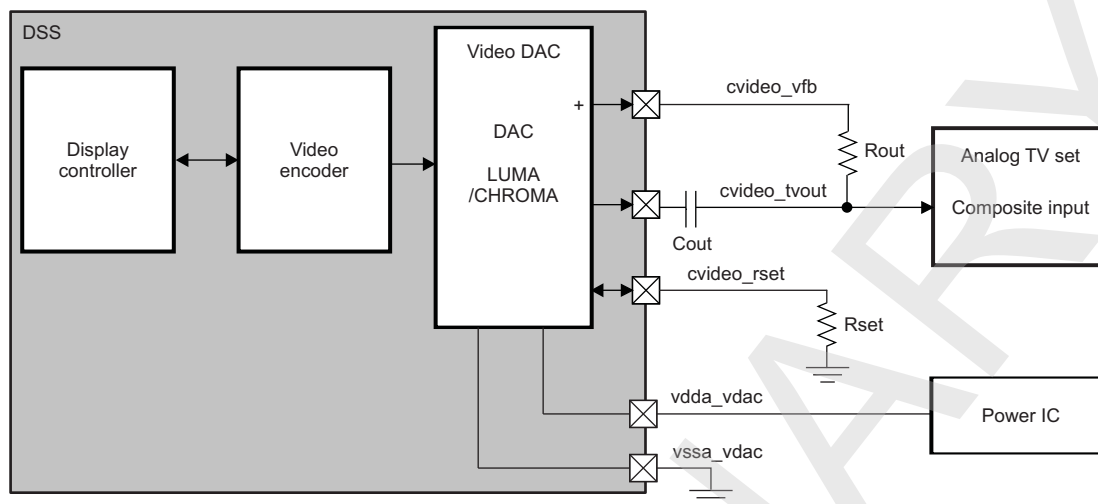 DSS
Display
controller
Video
encoder
Video DAC
+
DAC
LUMA
/CHROMA
cvideo_vfb
Rout
cvideo_tvout
Cout
Analog TV set
Composite input
cvideo_rset
Rset
vdda_vdac
Power IC
vssa_vdac
NARY